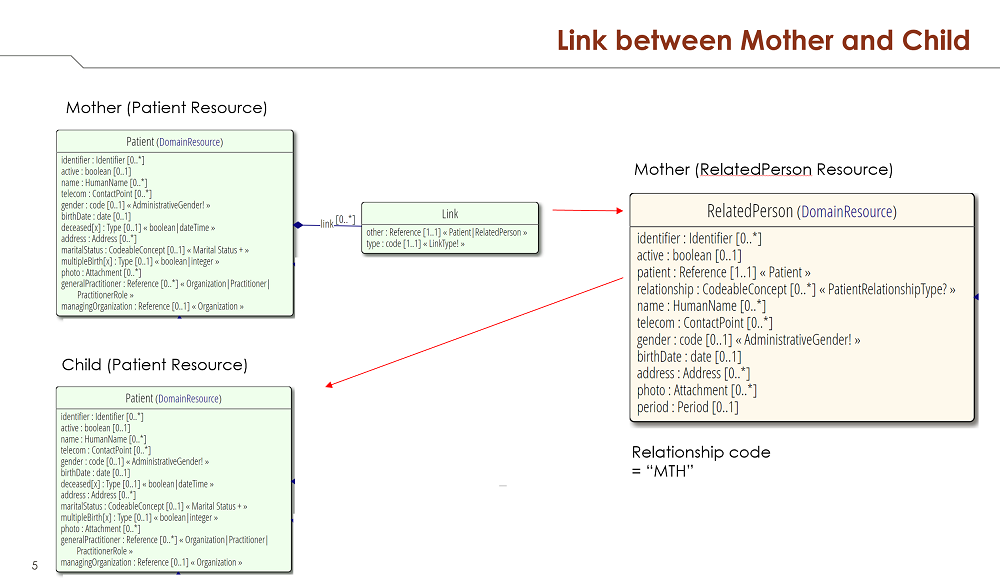 Link between Mother and Child
Mother (Patient Resource)
Patient (DomainResource)
identifier : Identifier [0..*]
active : boolean [0..1]
name : HumanName [0..*]
telecom : ContactPoint [0..*]
gender : code [0..1] « AdministrativeGender! »
birthDate : date [0..1]
deceased[x] : Type [0..1] « boolean|dateTime »
address : Address [0..*]
maritalStatus : CodeableConcept [0..1] « Marital Status + »
multipleBirth[x] : Type [0..1] « boolean|integer »
photo : Attachment [0..*]
generalPractitioner : Reference [0..*] « Organization|Practitioner|
PractitionerRole »
managingOrganization : Reference [0..1] « Organization »
link
[0..*]
Link
other : Reference [1..1] « Patient|RelatedPerson »
type : code [1..1] « LinkType! »
Mother (RelatedPerson Resource)
RelatedPerson (DomainResource)
identifier : Identifier [0..*]
active : boolean [0..1]
patient : Reference [1..1] « Patient »
relationship : CodeableConcept [0..*] « PatientRelationshipType? »
name : HumanName [0..*]
telecom : ContactPoint [0..*]
gender : code [0..1] « AdministrativeGender! »
birthDate : date [0..1]
address : Address [0..*]
photo : Attachment [0..*]
period : Period [0..1]
Relationship code
= “MTH”
Child (Patient Resource)
Patient (DomainResource)
identifier : Identifier [0..*]
active : boolean [0..1]
name : HumanName [0..*]
telecom : ContactPoint [0..*]
gender : code [0..1] « AdministrativeGender! »
birthDate : date [0..1]
deceased[x] : Type [0..1] « boolean|dateTime »
address : Address [0..*]
maritalStatus : CodeableConcept [0..1] « Marital Status + »
multipleBirth[x] : Type [0..1] « boolean|integer »
photo : Attachment [0..*]
generalPractitioner : Reference [0..*] « Organization|Practitioner|
PractitionerRole »
managingOrganization : Reference [0..1] « Organization »
5